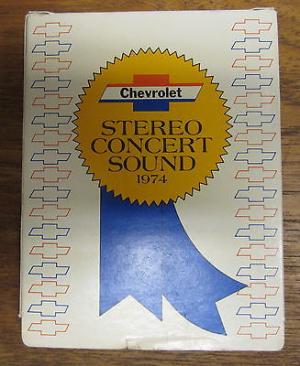 Chevrolet
STEREO
CONCERT
SOUND
1974